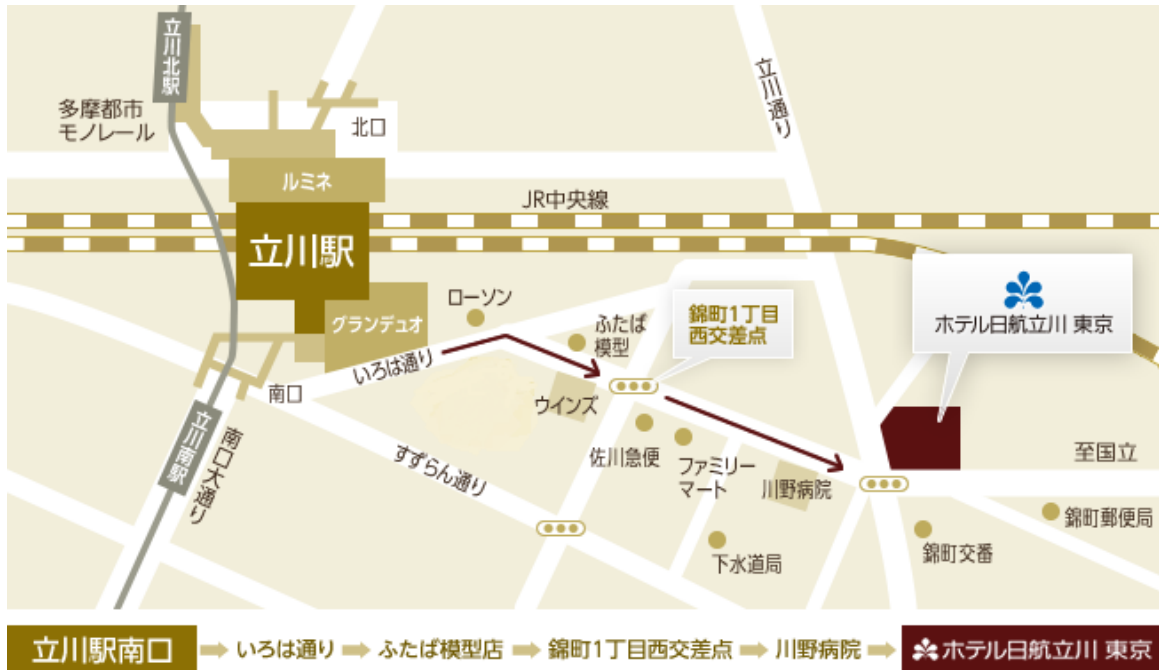 立川北駅
多摩都市
モノレール
北口
立川通り
ルミネ
JR中央線
立川駅
グランデュオ
ローソン
ふたば
模型
錦町1丁目
西交差点
ホテル日航立川 東京
いろは通り
南口
ウインズ
立川南駅
南口大通り
すずらん通り
佐川急便
ファミリー
マート
川野病院
至国立
下水道局
錦町交番
錦町郵便局
立川駅南口 ➡ いろは通り ➡ ふたば模型店 ➡ 錦町1丁目西交差点 ➡ 川野病院 ➡ ホテル日航立川 東京